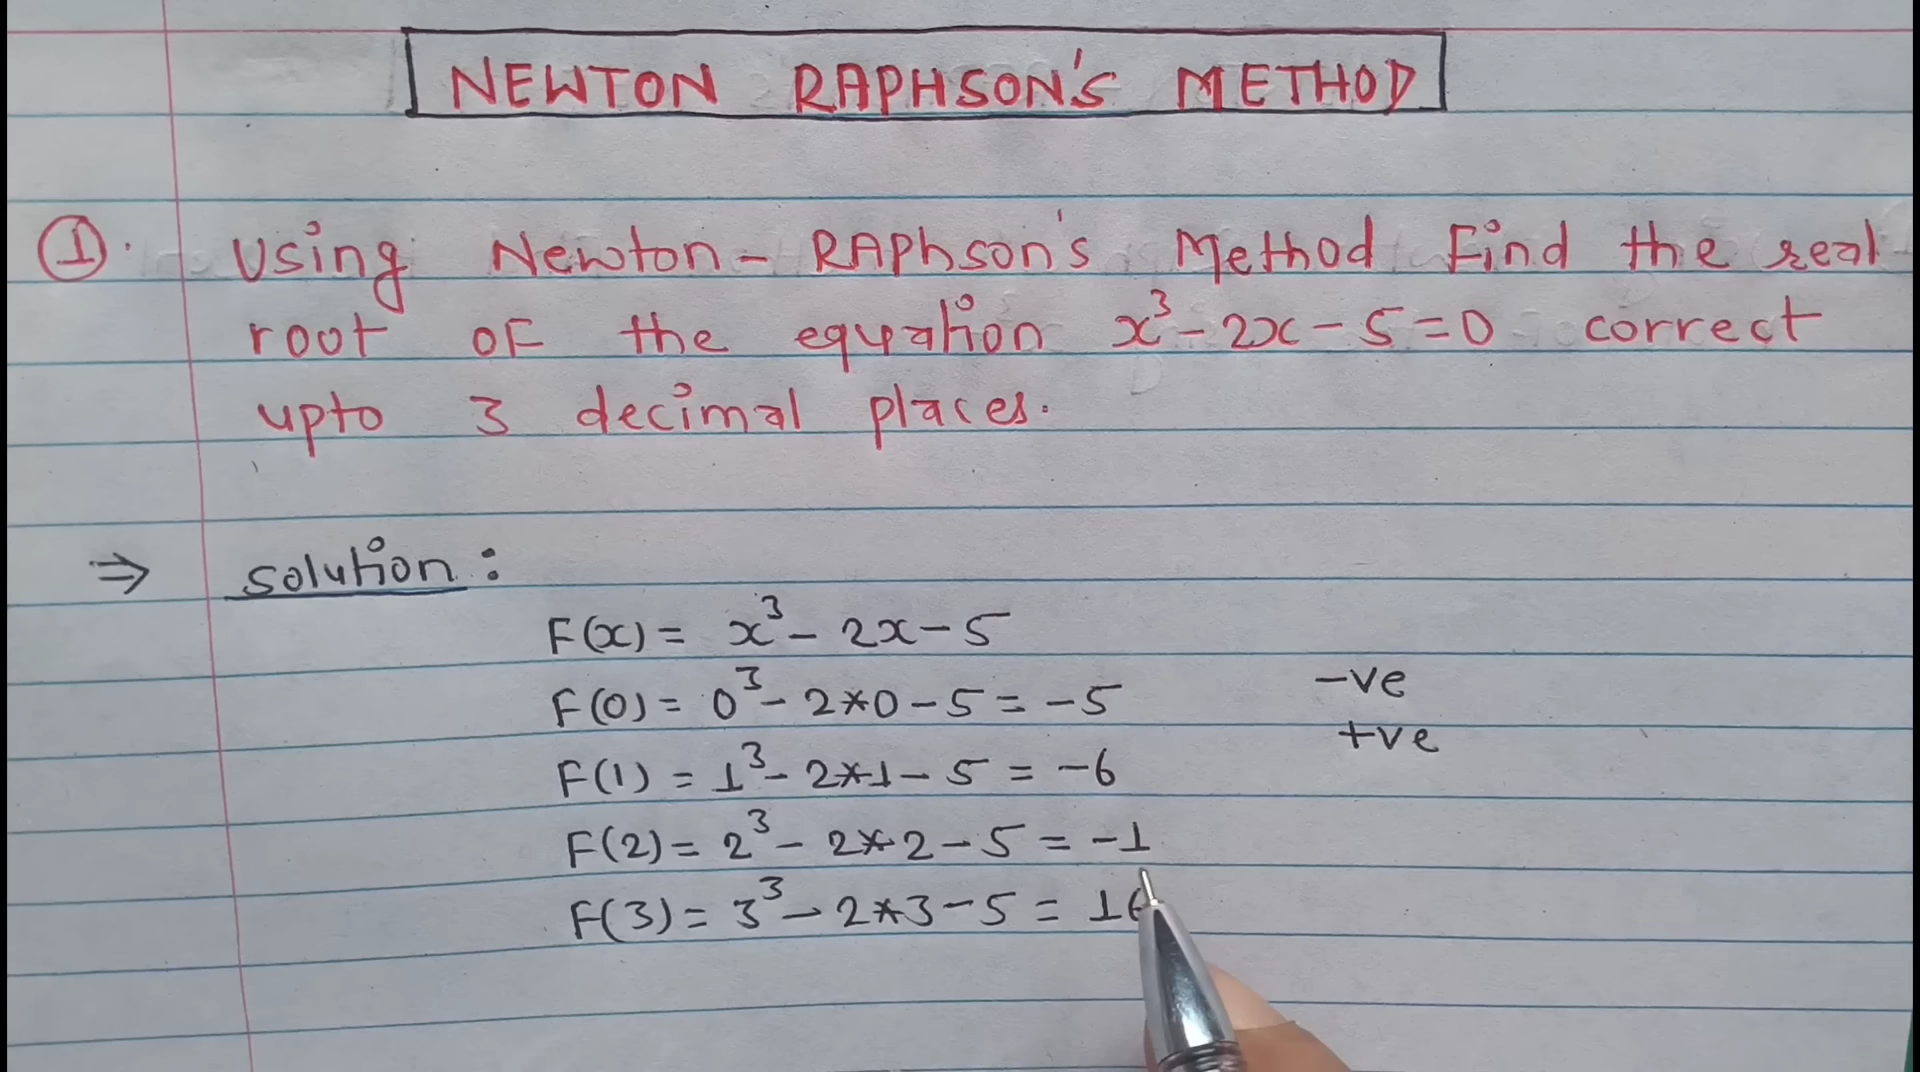 NEWTON RAPHSON'S METHOD
①. Using Newton-RAPhson's Method Find the real
root OF the equation x³-2x-5=0 correct
upto 3 decimal places.
⇒ solution:
F(x) = x³-2x-5
F(0) = 0³-2*0-5=-5
-ve
+ve
F(1) = 1³-2*1-5=-6
F(2) = 2³-2*2-5=-1
F(3) = 3³-2*3-5=16